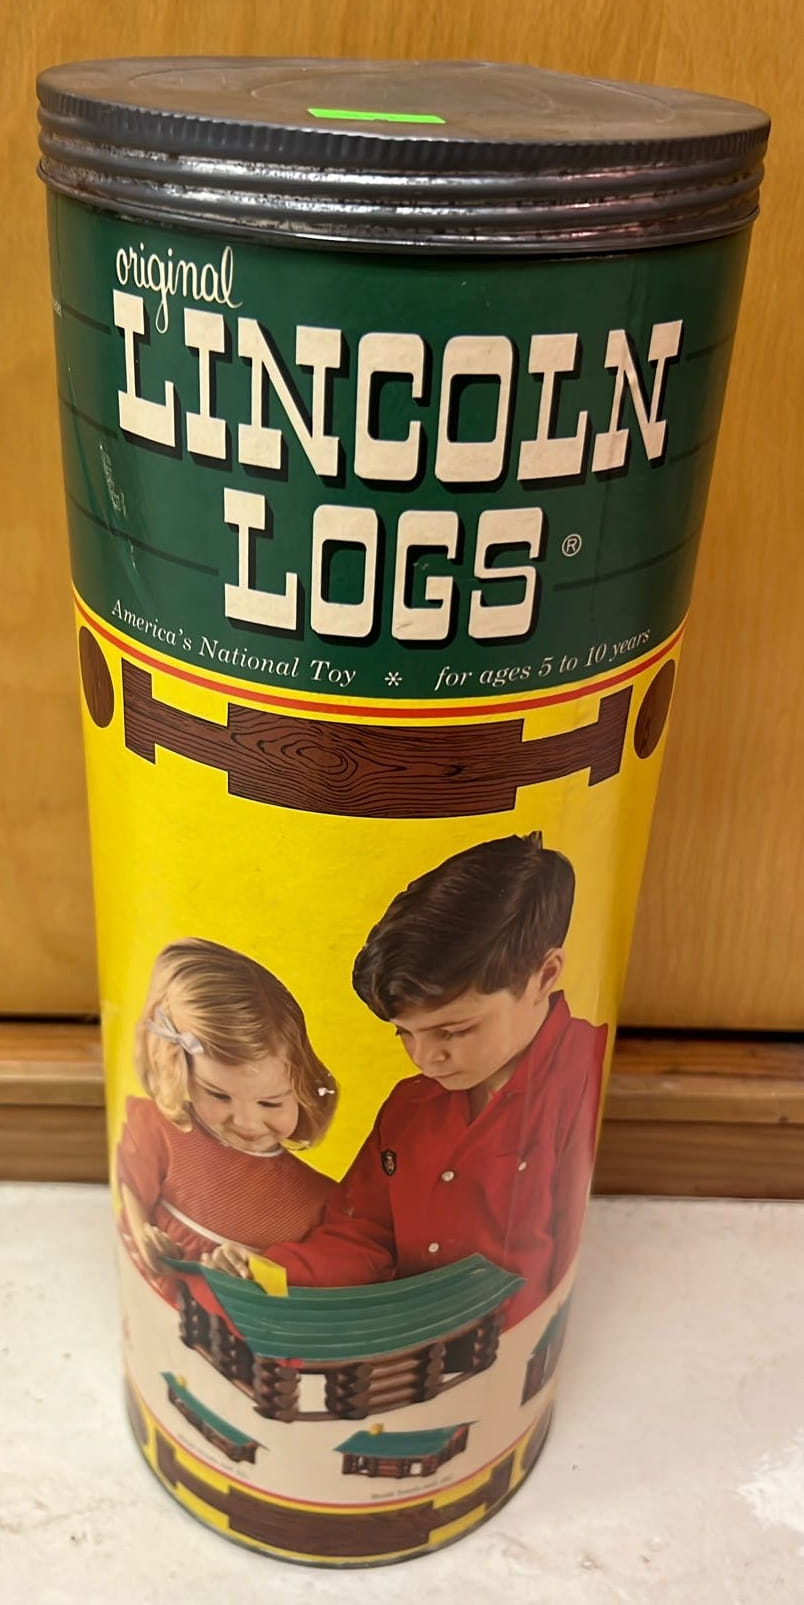 original
LINCOLN
LOGS®
America's National Toy * for ages 5 to 10 years